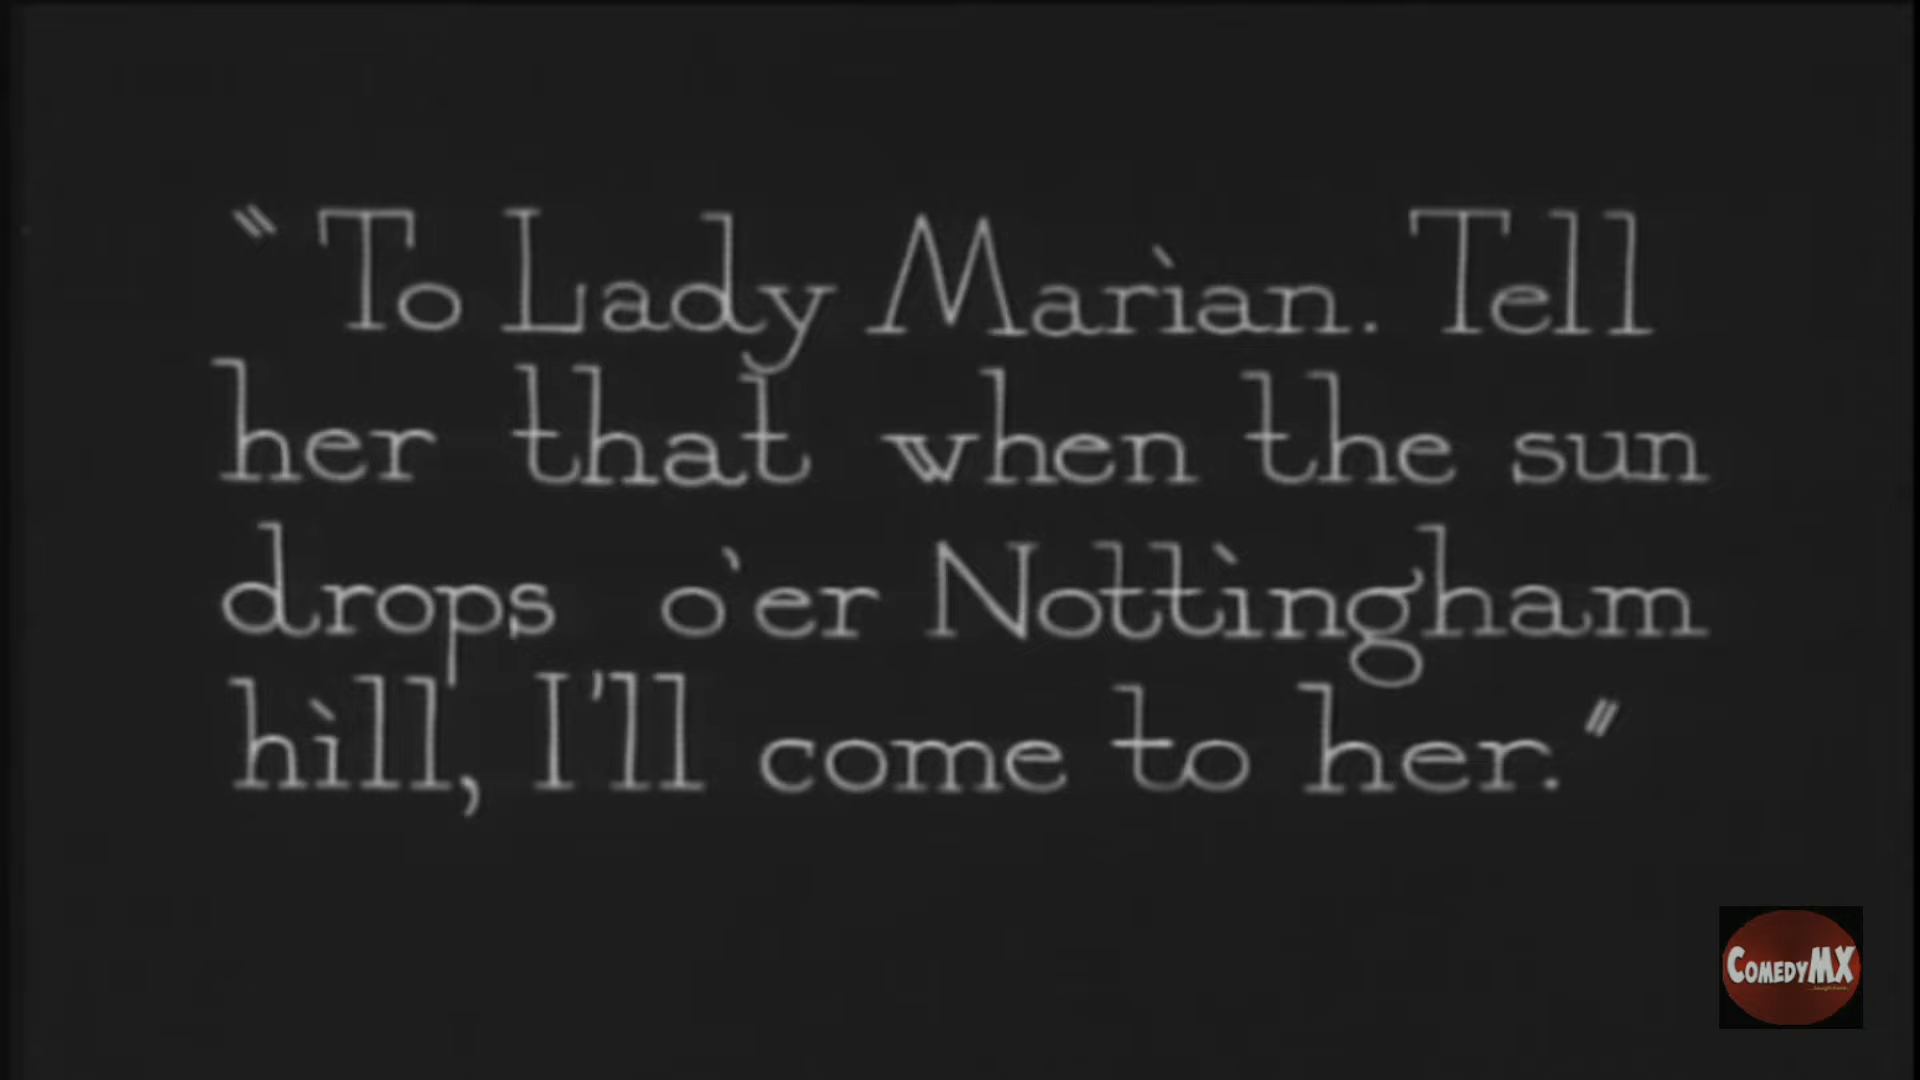 "To Lady Marian. Tell
her that when the sun
drops o'er Nottingham
hill, I'll come to her."
COMEDYMX